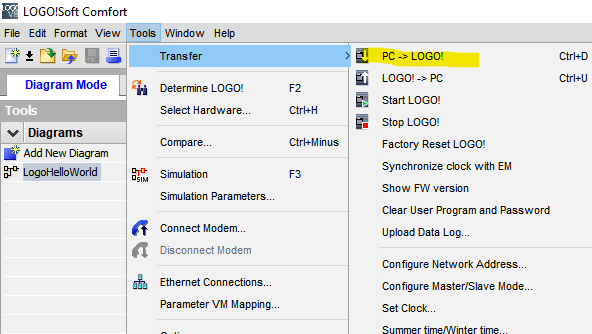 LOGO!Soft Comfort
File Edit Format View Tools Window Help
Diagram Mode
Tools
Diagrams
Add New Diagram
LogoHelloWorld
Transfer
Determine LOGO! F2
Select Hardware... Ctrl+H
Compare... Ctrl+Minus
Simulation F3
Simulation Parameters...
Connect Modem...
Disconnect Modem
Ethernet Connections...
Parameter VM Mapping...
PC -> LOGO! Ctrl+D
LOGO! -> PC Ctrl+U
Start LOGO!
Stop LOGO!
Factory Reset LOGO!
Synchronize clock with EM
Show FW version
Clear User Program and Password
Upload Data Log...
Configure Network Address...
Configure Master/Slave Mode...
Set Clock...
Summer time/Winter time...